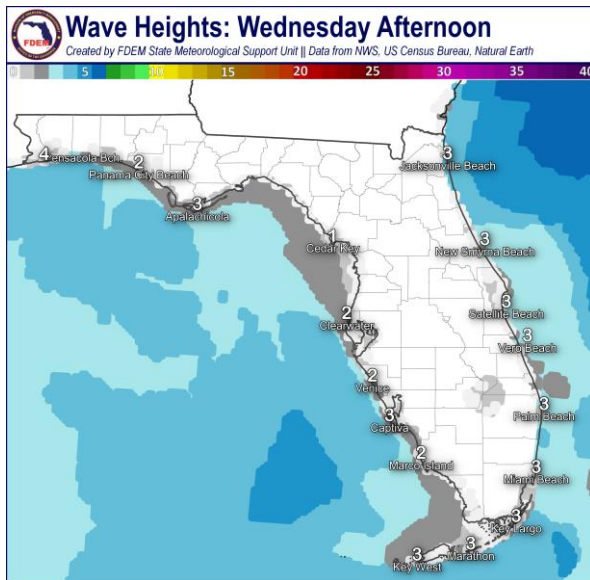 Wave Heights: Wednesday Afternoon
Created by FDEM State Meteorological Support Unit || Data from NWS, US Census Bureau, Natural Earth
FDEM
0 5 10 15 20 25 30 35 40
4
Pensacola Bch
2
Panama City Beach
3
Apalachicola
3
Jacksonville Beach
1
Cedar Key
3
New Smyrna Beach
2
Clearwater
3
Satellite Beach
3
Vero Beach
2
Venice
3
Captiva
3
Palm Beach
2
Marco Island
3
Miami Beach
3
Key Largo
3
Marathon
3
Key West